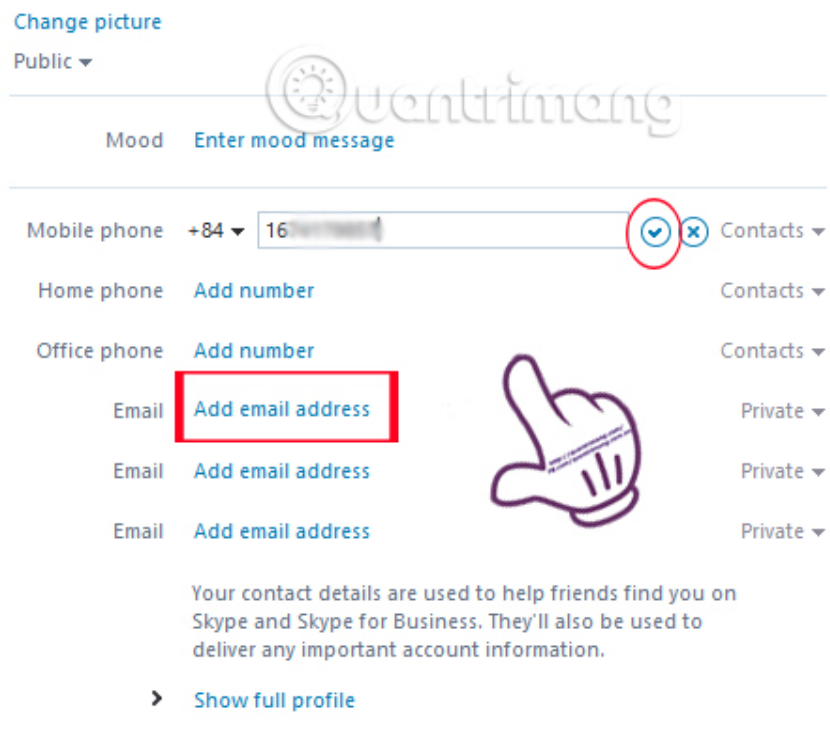 Change picture
Public
Quantrimang
Mood Enter mood message
Mobile phone +84 16 Contacts
Home phone Add number Contacts
Office phone Add number Contacts
Email Add email address Private
Email Add email address Private
Email Add email address Private
Your contact details are used to help friends find you on
Skype and Skype for Business. They'll also be used to
deliver any important account information.
Show full profile